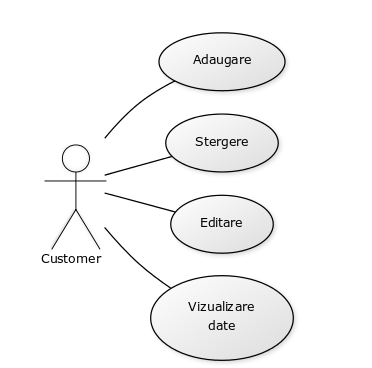 Adaugare
Stergere
Editare
Customer
Vizualizare
date